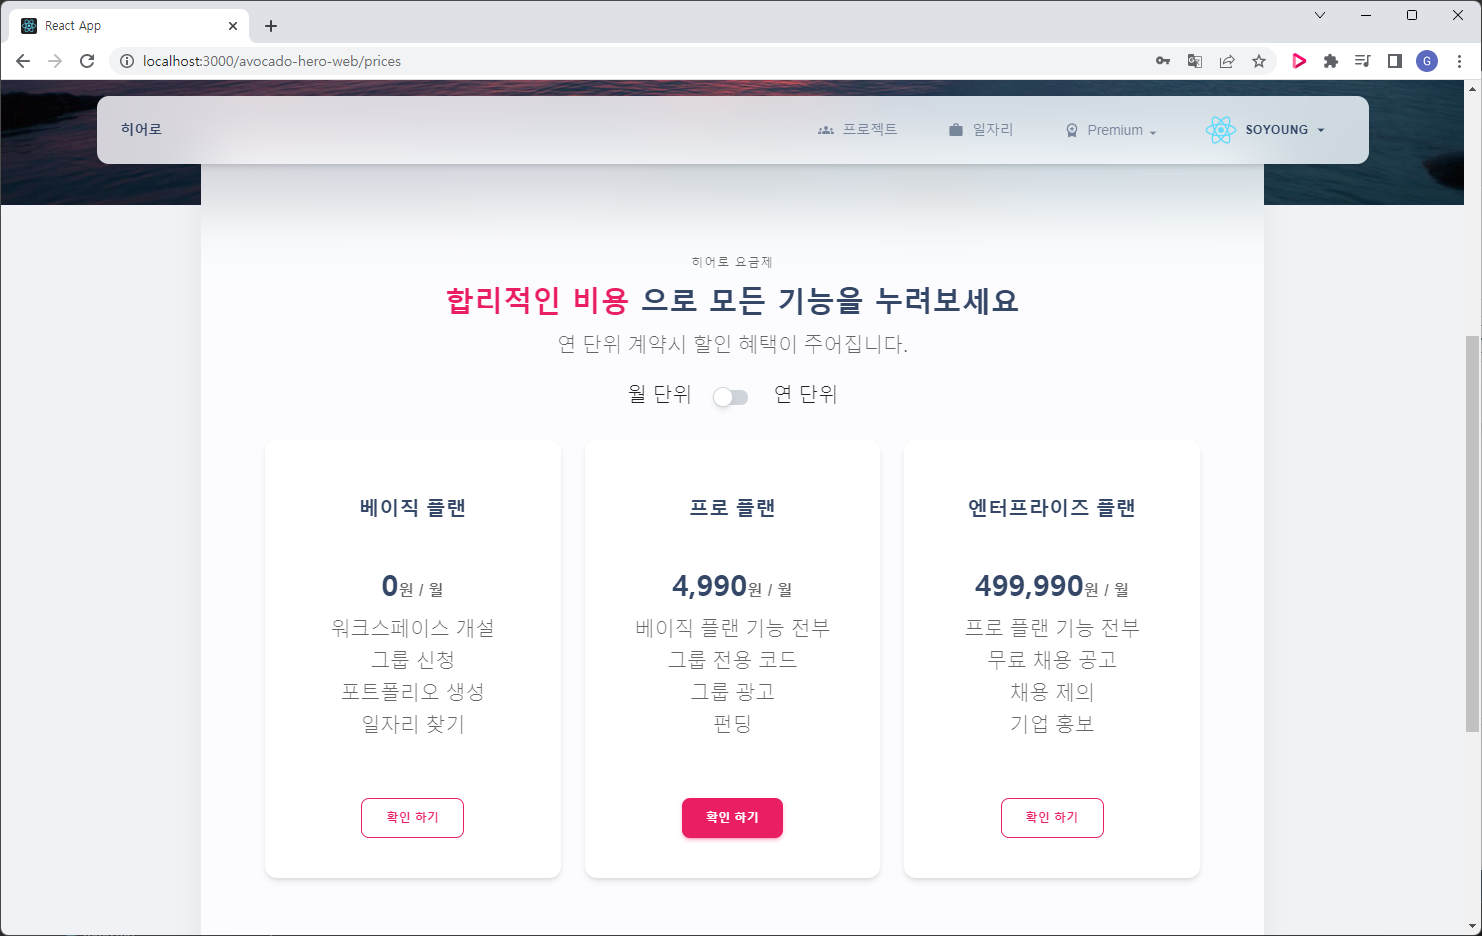 React App
localhost:3000/avocado-hero-web/prices
G
히어로
프로젝트
일자리
Premium
SOYOUNG
히어로 요금제
합리적인 비용 으로 모든 기능을 누려보세요
연 단위 계약시 할인 혜택이 주어집니다.
월 단위
연 단위
베이직 플랜
0원 / 월
워크스페이스 개설
그룹 신청
포트폴리오 생성
일자리 찾기
확인 하기
프로 플랜
4,990원 / 월
베이직 플랜 기능 전부
그룹 전용 코드
그룹 광고
펀딩
확인 하기
엔터프라이즈 플랜
499,990원 / 월
프로 플랜 기능 전부
무료 채용 공고
채용 제의
기업 홍보
확인 하기